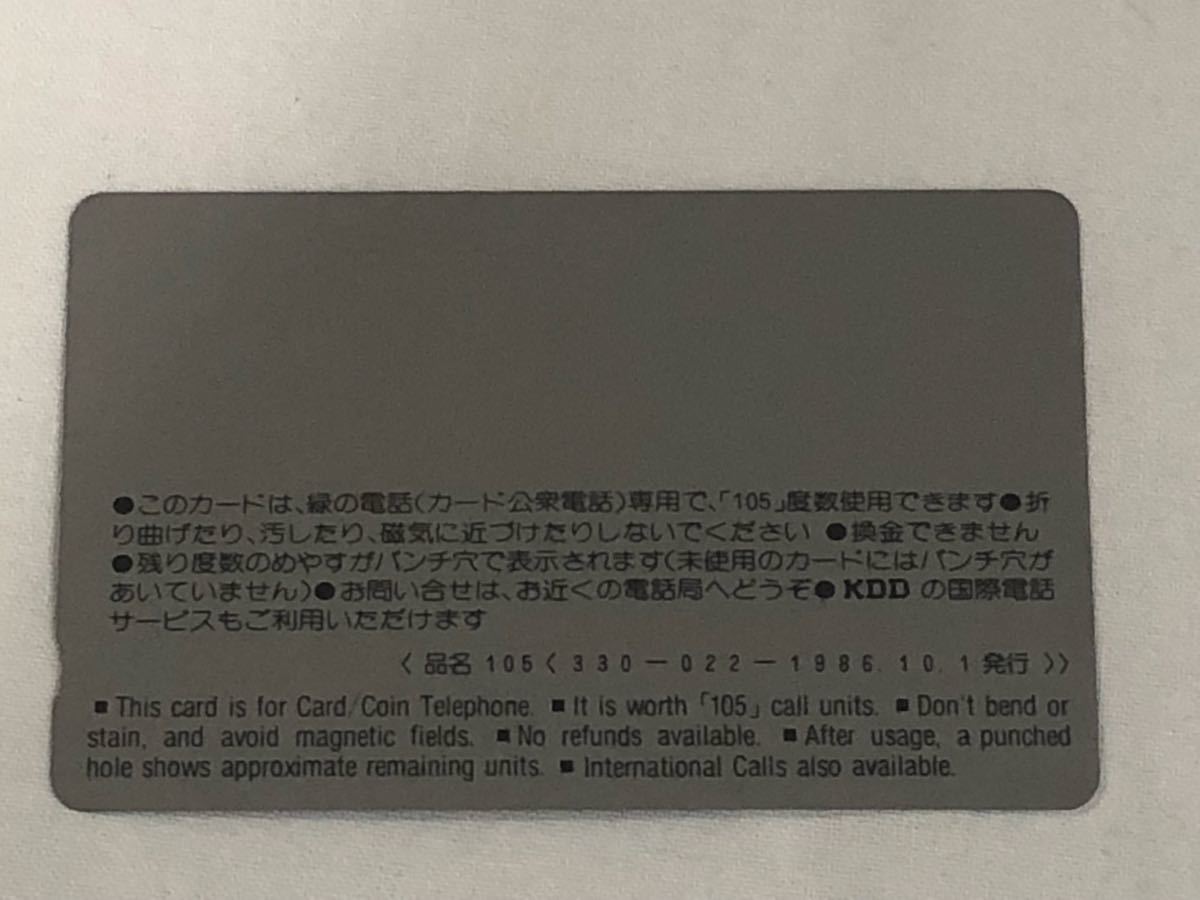 ●このカードは、緑の電話(カード公衆電話)専用で、「105」度数使用できます●折
り曲げたり、汚したり、磁気に近づけたりしないでください ●換金できません
●残り度数のめやすがパンチ穴で表示されます(未使用のカードにはパンチ穴が
あいていません)●お問い合せは、お近くの電話局へどうぞ● KDD の国際電話
サービスもご利用いただけます
〈 品名 105〈 330－022－1986.10.1発行 〉〉
■This card is for Card/Coin Telephone. ■It is worth「105」call units. ■Don't bend or
stain, and avoid magnetic fields. ■No refunds available. ■After usage, a punched
hole shows approximate remaining units. ■International Calls also available.